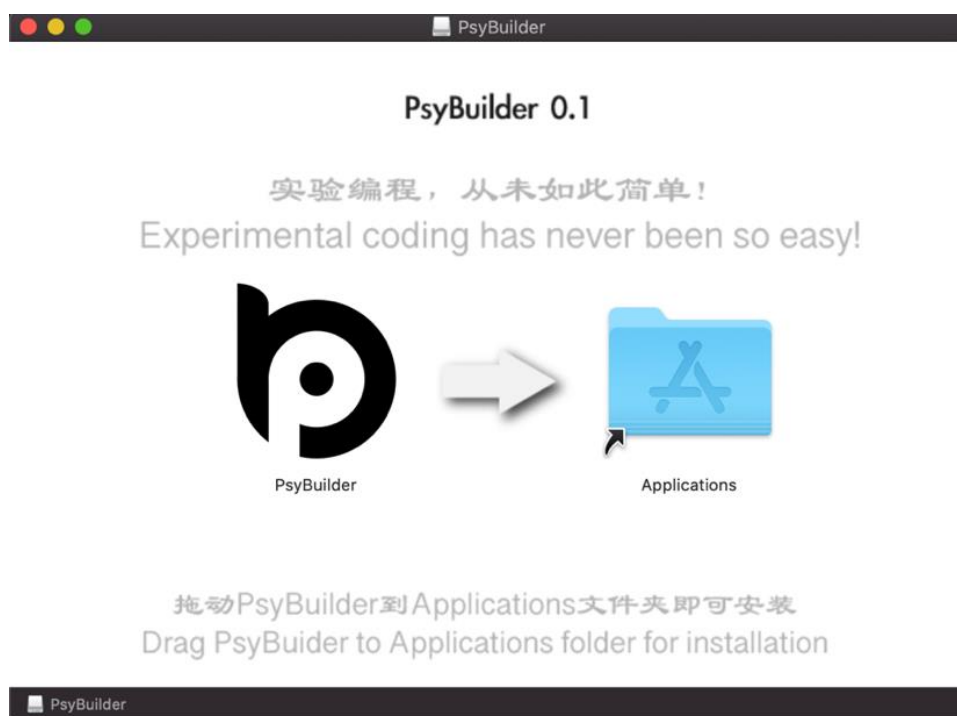 PsyBuilder
PsyBuilder 0.1
实验编程，从未如此简单！
Experimental coding has never been so easy!
PsyBuilder
Applications
拖动PsyBuilder到Applications文件夹即可安装
Drag PsyBuider to Applications folder for installation
PsyBuilder